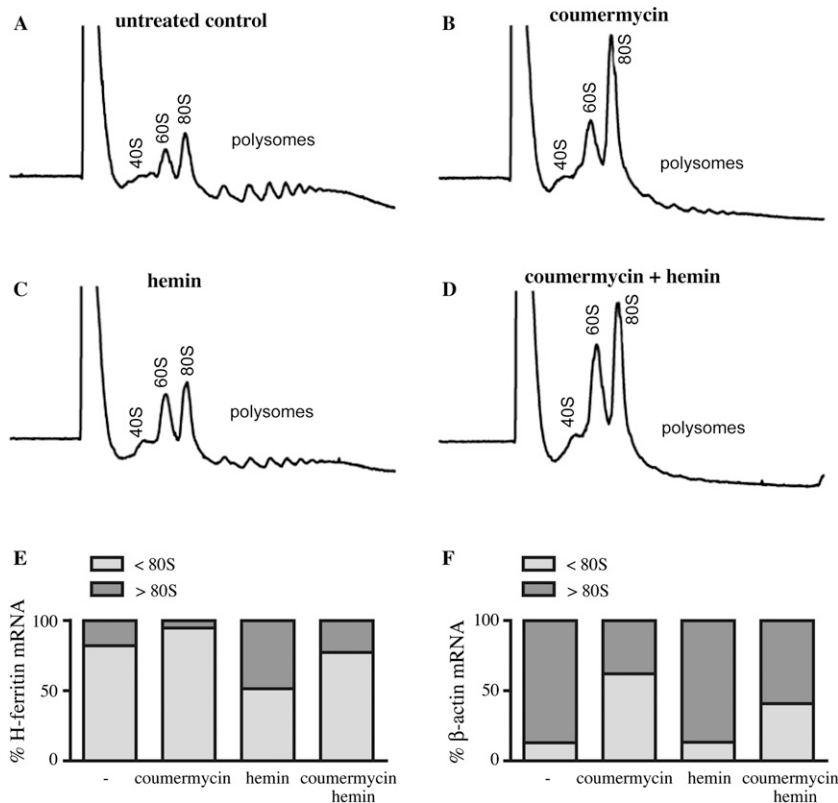 A
untreated control
40S
60S
80S
polysomes
B
coumermycin
40S
60S
80S
polysomes
C
hemin
40S
60S
80S
polysomes
D
coumermycin + hemin
40S
60S
80S
polysomes
E
< 80S
> 80S
% H-ferritin mRNA
100
50
0
-
coumermycin
hemin
coumermycin
hemin
F
< 80S
> 80S
% β-actin mRNA
100
50
0
-
coumermycin
hemin
coumermycin
hemin